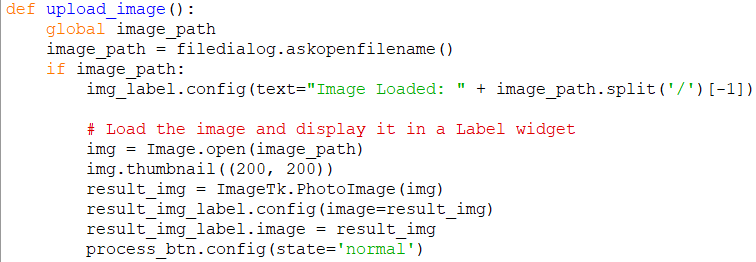 def upload_image():
    global image_path
    image_path = filedialog.askopenfilename()
    if image_path:
        img_label.config(text="Image Loaded: " + image_path.split('/')[-1])

        # Load the image and display it in a Label widget
        img = Image.open(image_path)
        img.thumbnail((200, 200))
        result_img = ImageTk.PhotoImage(img)
        result_img_label.config(image=result_img)
        result_img_label.image = result_img
        process_btn.config(state='normal')